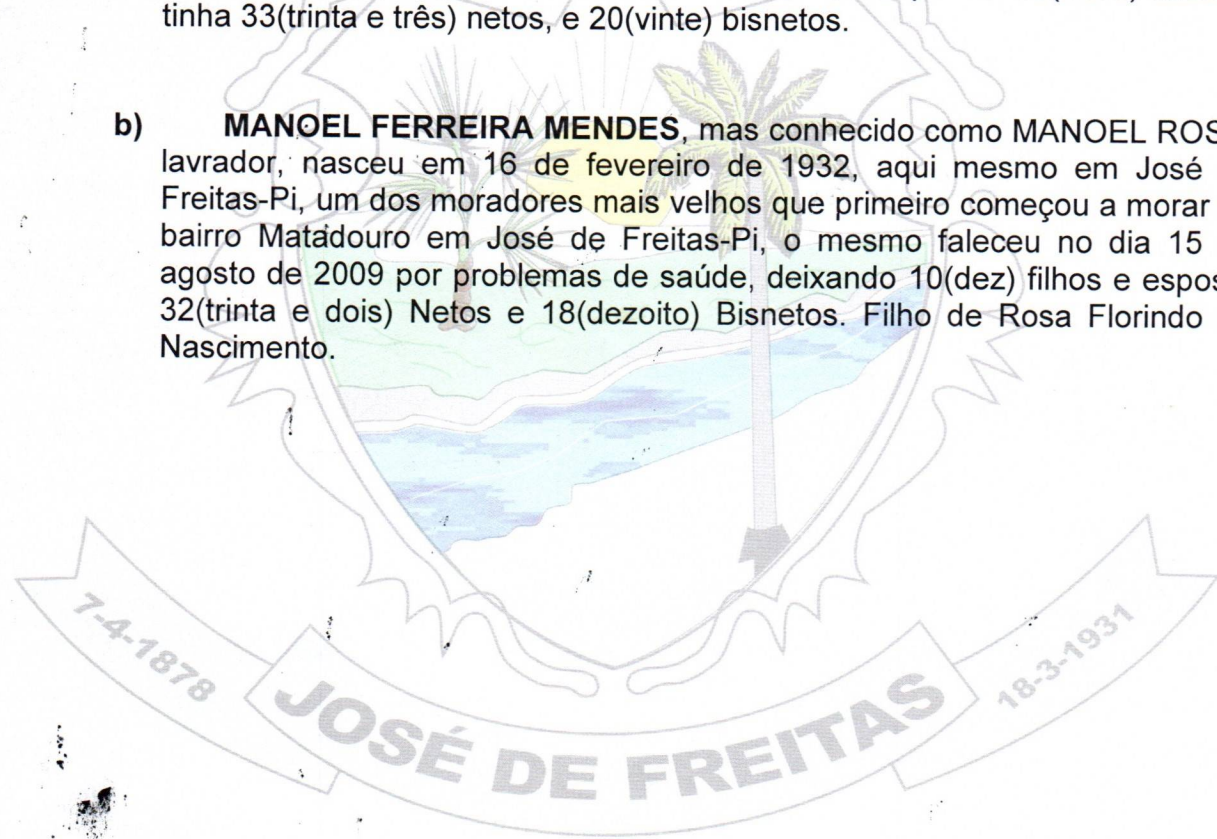 tinha 33(trinta e três) netos, e 20(vinte) bisnetos.
b) MANOEL FERREIRA MENDES, mas conhecido como MANOEL ROS
lavrador, nasceu em 16 de fevereiro de 1932, aqui mesmo em José
Freitas-Pi, um dos moradores mais velhos que primeiro começou a morar
bairro Matadouro em José de Freitas-Pi, o mesmo faleceu no dia 15
agosto de 2009 por problemas de saúde, deixando 10(dez) filhos e espos
32(trinta e dois) Netos e 18(dezoito) Bisnetos. Filho de Rosa Florindo
Nascimento.
7-4-1878
JOSÉ DE FREITAS
18-3-1931